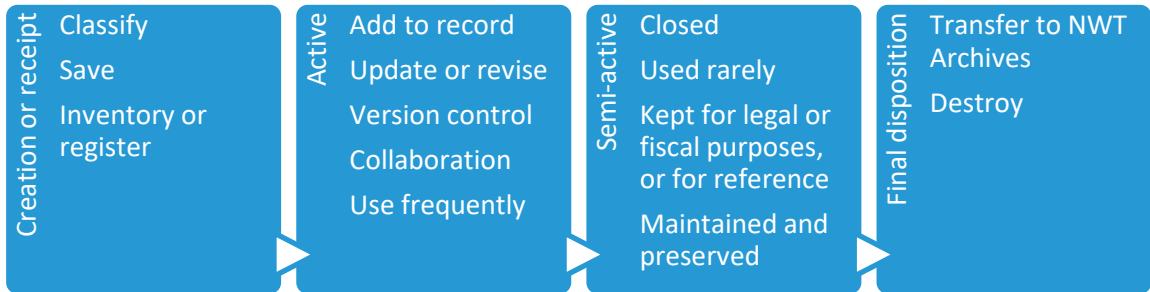 Creation or receipt
Classify
Save
Inventory or
register
Active
Add to record
Update or revise
Version control
Collaboration
Use frequently
Semi-active
Closed
Used rarely
Kept for legal or
fiscal purposes,
or for reference
Maintained and
preserved
Final disposition
Transfer to NWT
Archives
Destroy